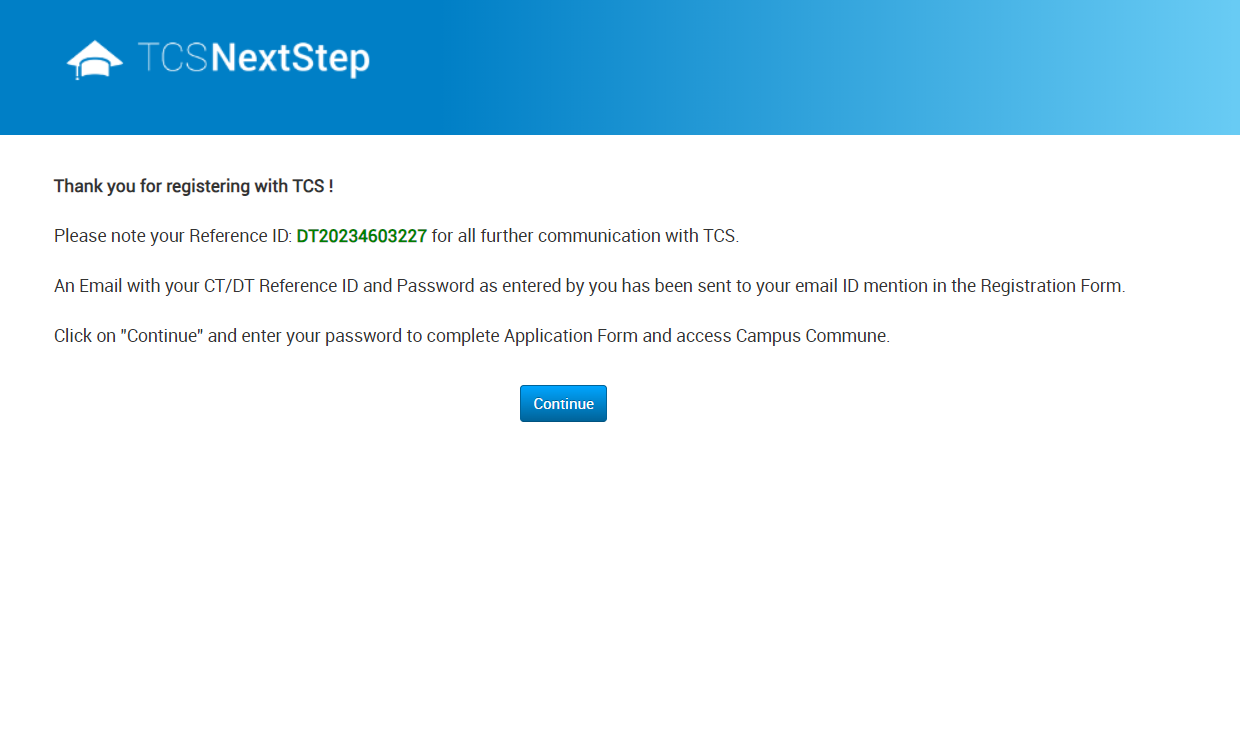 TCSNextStep
Thank you for registering with TCS !
Please note your Reference ID: DT20234603227 for all further communication with TCS.
An Email with your CT/DT Reference ID and Password as entered by you has been sent to your email ID mention in the Registration Form.
Click on "Continue" and enter your password to complete Application Form and access Campus Commune.
Continue